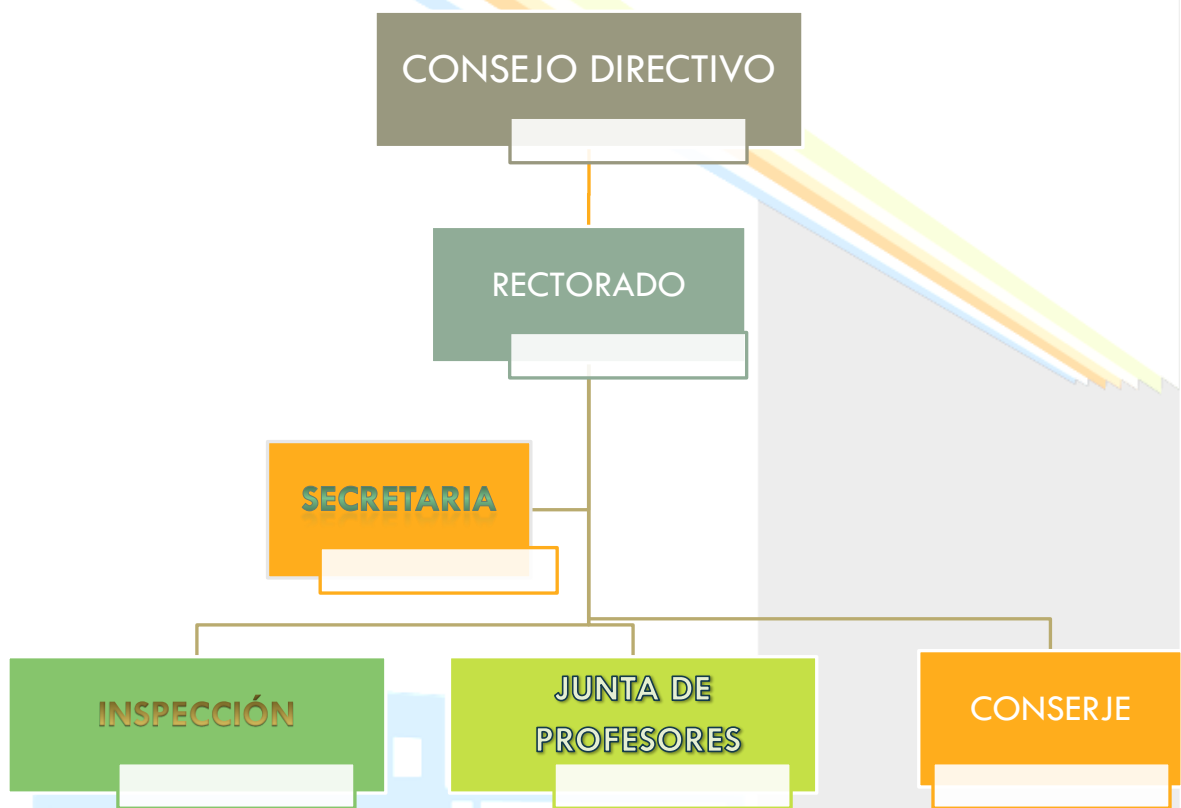 CONSEJO DIRECTIVO
RECTORADO
SECRETARIA
INSPECCIÓN
JUNTA DE
PROFESORES
CONSERJE